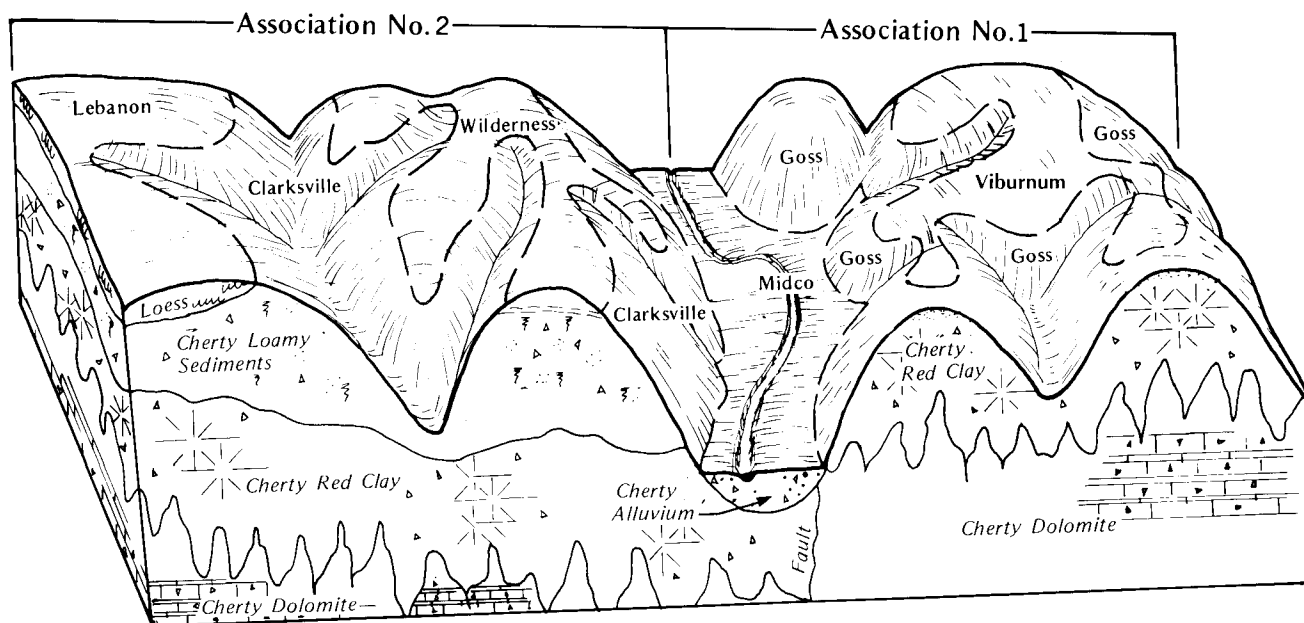 Association No. 2
Association No. 1
Lebanon
Wilderness
Goss
Goss
Clarksville
Viburnum
Goss
Goss
Midco
Loess
Clarksville
Cherty Loamy
Sediments
Cherty
Red Clay
Cherty Red Clay
Cherty
Alluvium
Fault
Cherty Dolomite
Cherty Dolomite